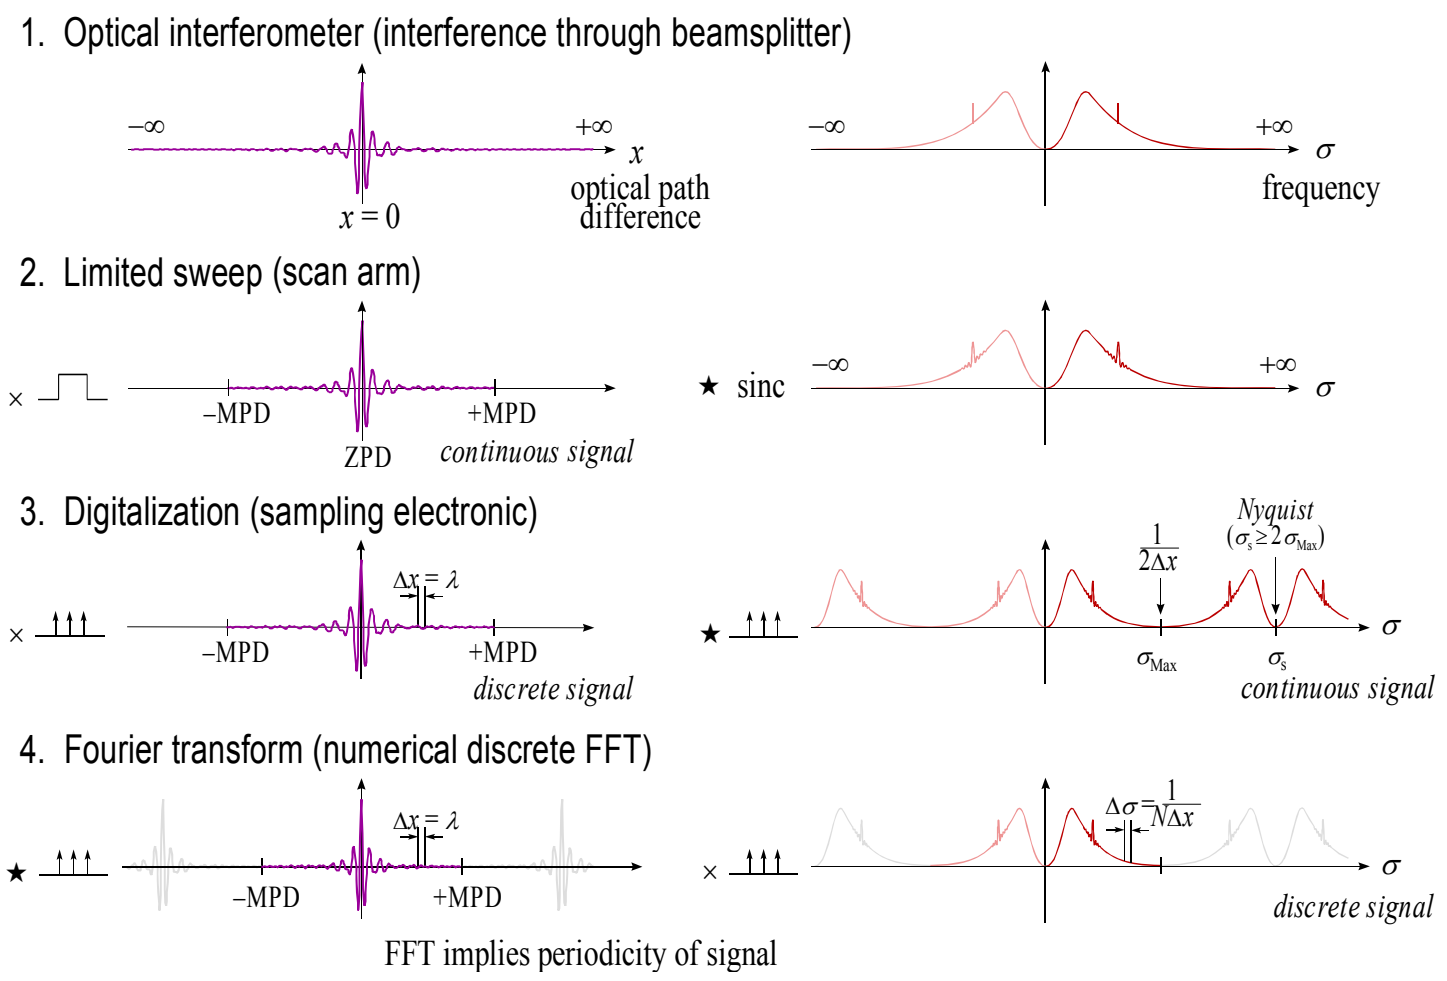 1. Optical interferometer (interference through beamsplitter)
−∞
+∞
x
optical path
difference
x = 0
−∞
+∞
σ
frequency
2. Limited sweep (scan arm)
×
−MPD
+MPD
ZPD
continuous signal
★ sinc
−∞
+∞
σ
3. Digitalization (sampling electronic)
×
Δx = λ
−MPD
+MPD
discrete signal
★
1
2Δx
Nyquist
(σs ≥ 2σMax)
σ
σMax
σs
continuous signal
4. Fourier transform (numerical discrete FFT)
★
Δx = λ
−MPD
+MPD
×
Δσ = 1
NΔx
σ
discrete signal
FFT implies periodicity of signal